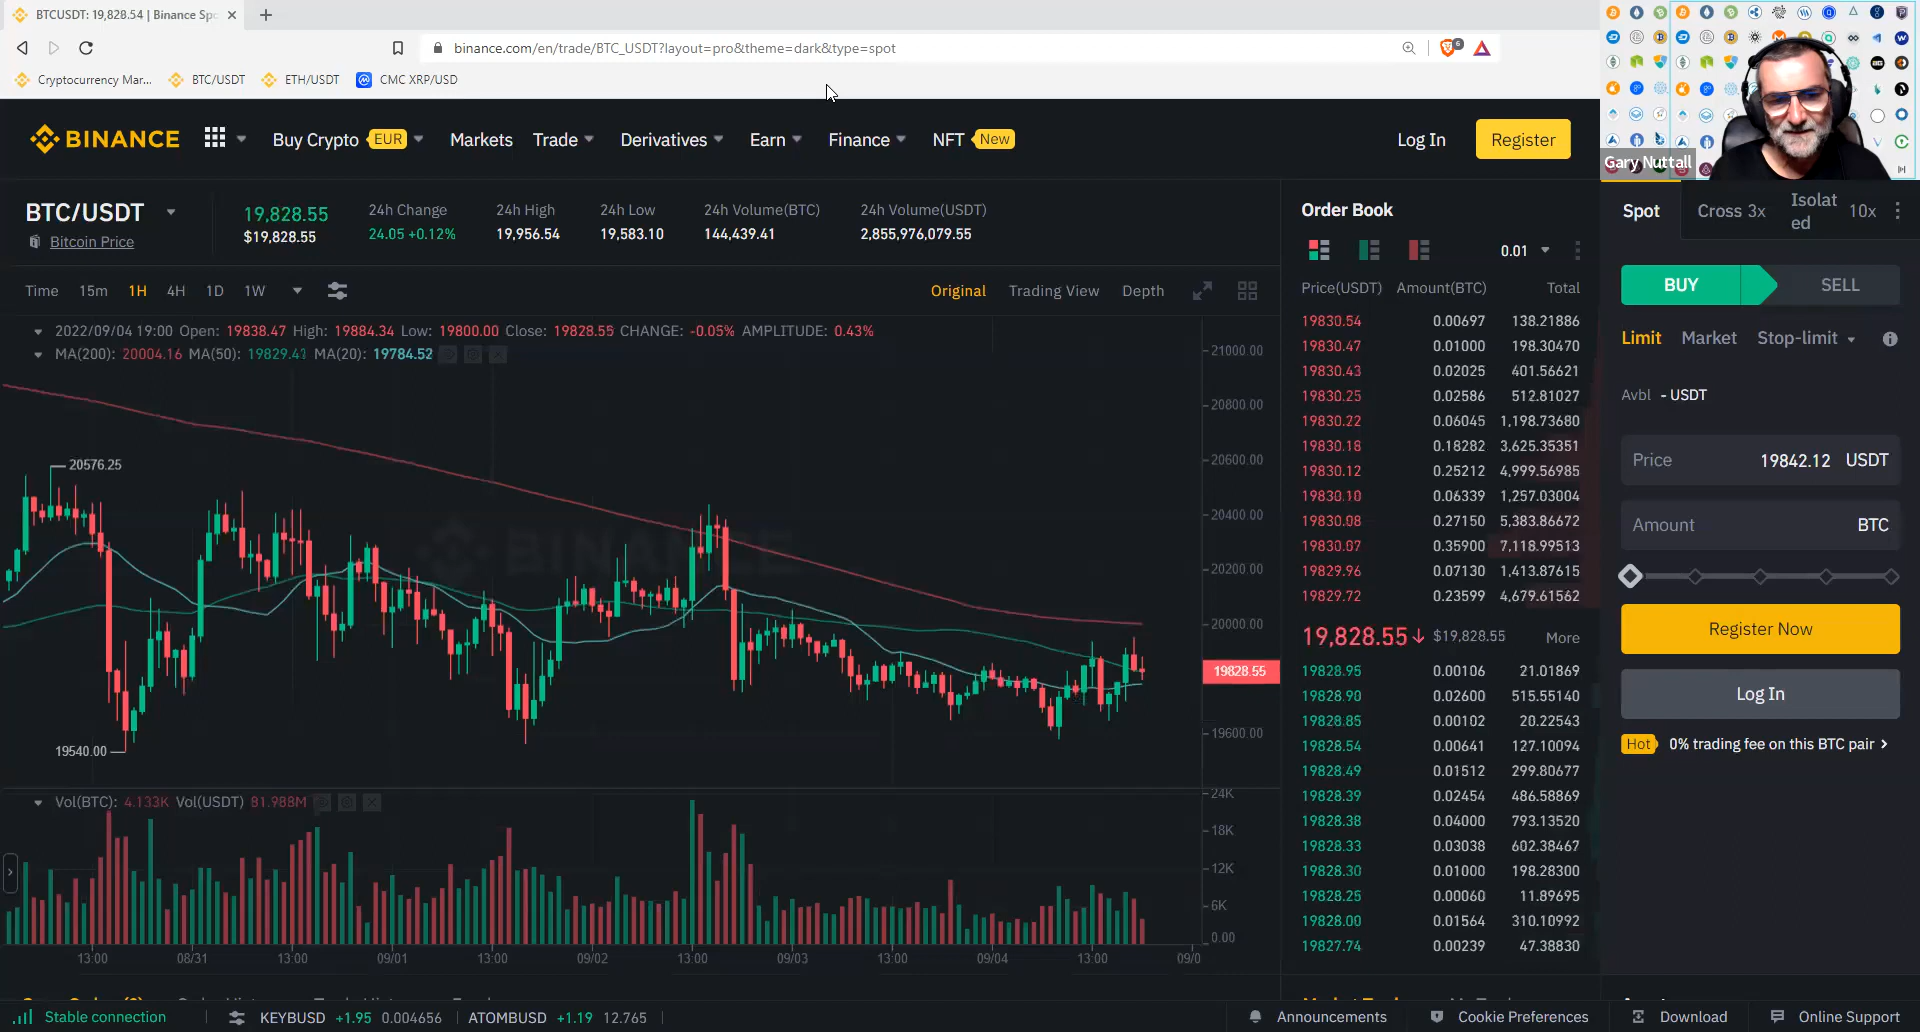 BTCUSDT: 19,828.54 | Binance Spo
binance.com/en/trade/BTC_USDT?layout=pro&theme=dark&type=spot
6
Cryptocurrency Mar... BTC/USDT ETH/USDT CMC XRP/USD
BINANCE Buy Crypto EUR Markets Trade Derivatives Earn Finance NFT New Log In Register
Gary Nuttall
BTC/USDT
Bitcoin Price
19,828.55
$19,828.55
24h Change
24.05 +0.12%
24h High
19,956.54
24h Low
19,583.10
24h Volume(BTC)
144,439.41
24h Volume(USDT)
2,855,976,079.55
Time 15m 1H 4H 1D 1W Original Trading View Depth
2022/09/04 19:00 Open: 19838.47 High: 19884.34 Low: 19800.00 Close: 19828.55 CHANGE: -0.05% AMPLITUDE: 0.43%
MA(200): 20004.16 MA(50): 19829.41 MA(20): 19784.52
21000.00
20800.00
20600.00
20400.00
20200.00
20000.00
19828.55
19600.00
20576.25
19540.00
BINANCE
Vol(BTC): 4.133K Vol(USDT) 81.988M
24K
18K
12K
6K
0.00
13:00 08/31 13:00 09/01 13:00 09/02 13:00 09/03 13:00 09/04 13:00 09/0
Order Book
0.01
Price(USDT) Amount(BTC) Total
19830.54 0.00697 138.21886
19830.47 0.01000 198.30470
19830.43 0.02025 401.56621
19830.25 0.02586 512.81027
19830.22 0.06045 1,198.73680
19830.18 0.18282 3,625.35351
19830.12 0.25212 4,999.56985
19830.10 0.06339 1,257.03004
19830.08 0.27150 5,383.86672
19830.07 0.35900 7,118.99513
19829.96 0.07130 1,413.87615
19829.72 0.23599 4,679.61562
19,828.55↓ $19,828.55 More
19828.95 0.00106 21.01869
19828.90 0.02600 515.55140
19828.85 0.00102 20.22543
19828.54 0.00641 127.10094
19828.49 0.01512 299.80677
19828.39 0.02454 486.58869
19828.38 0.04000 793.13520
19828.33 0.03038 602.38467
19828.30 0.01000 198.28300
19828.25 0.00060 11.89695
19828.00 0.01564 310.10992
19827.74 0.00239 47.38830
Spot Cross 3x Isolated 10x
BUY SELL
Limit Market Stop-limit
Avbl - USDT
Price 19842.12 USDT
Amount BTC
Register Now
Log In
Hot 0% trading fee on this BTC pair
Stable connection KEYBUSD +1.95 0.004656 ATOMBUSD +1.19 12.765 Announcements Cookie Preferences Download Online Support